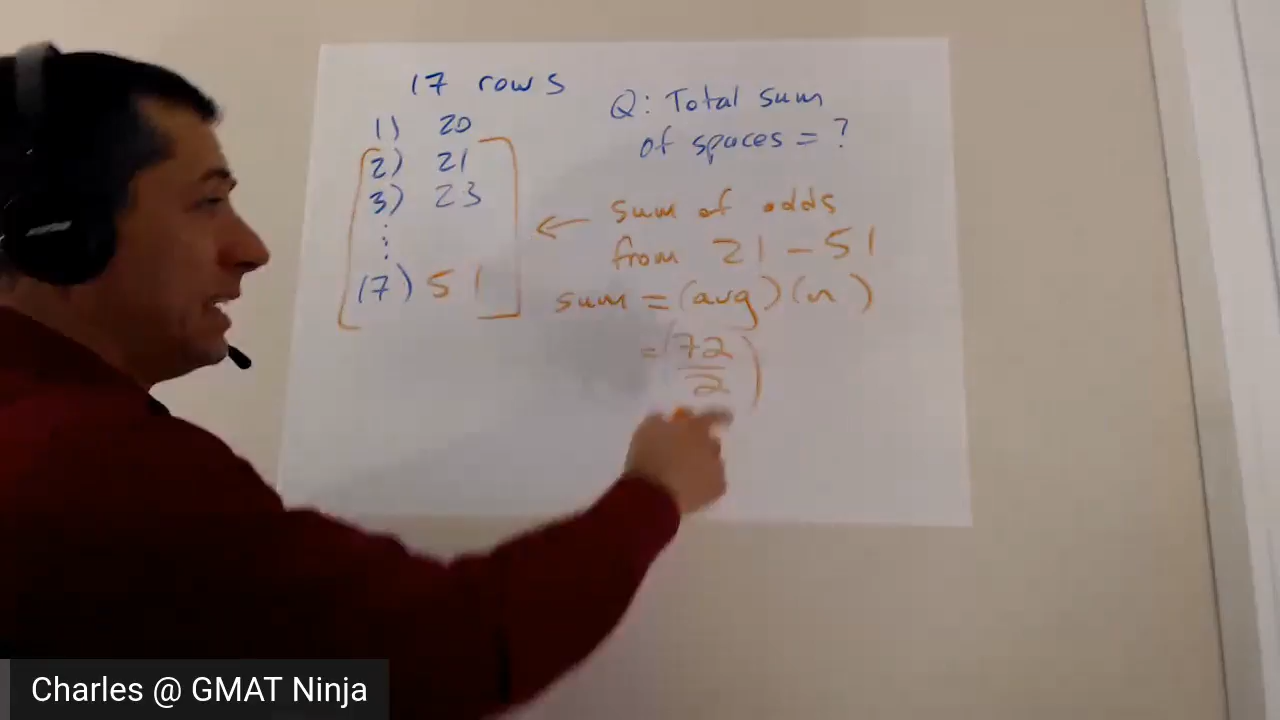 17 rows
1) 20
2) 21
3) 23
⋮
17) 51
Q: Total sum
of spaces = ?
← sum of odds
from 21 - 51
sum = (avg)(n)
= (72/2)
Charles @ GMAT Ninja